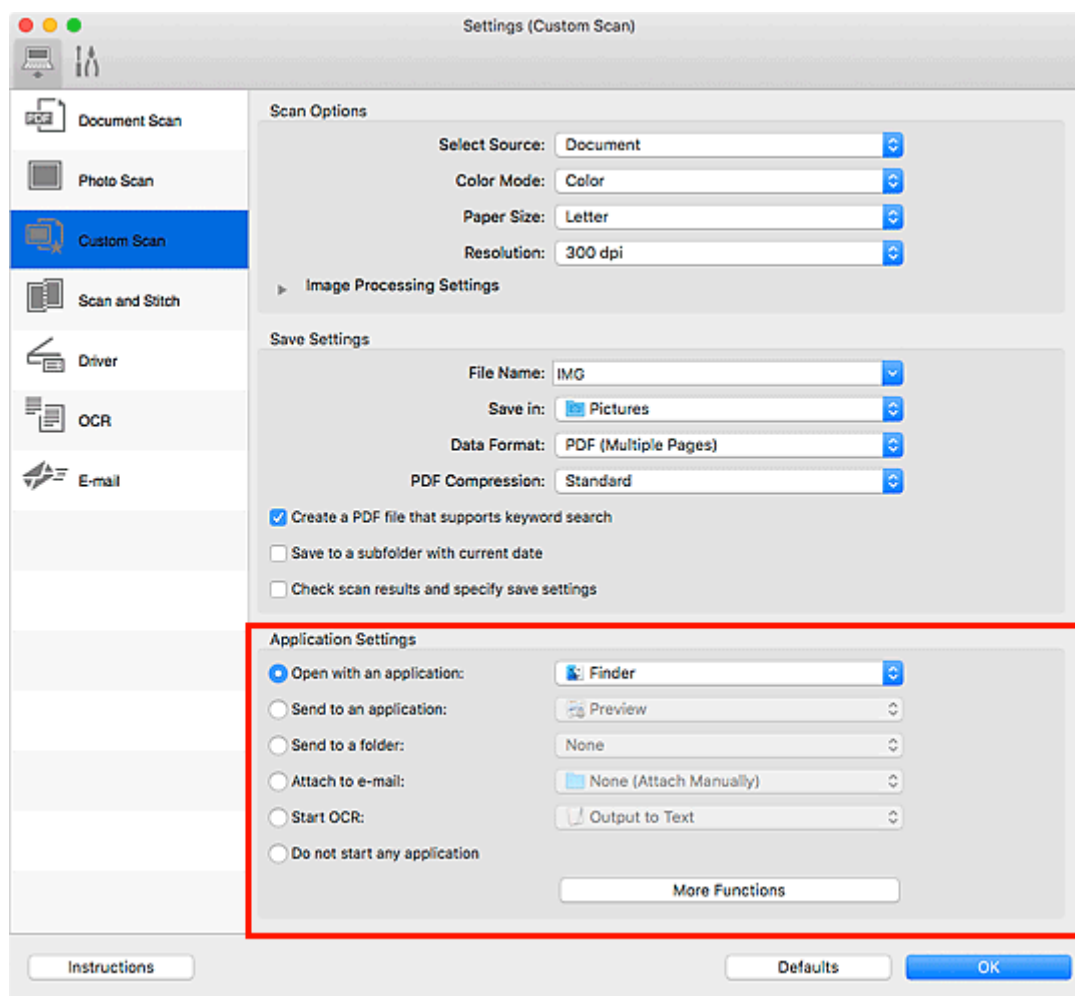 Settings (Custom Scan)
Document Scan
Photo Scan
Custom Scan
Scan and Stitch
Driver
OCR
E-mail
Scan Options
Select Source: Document
Color Mode: Color
Paper Size: Letter
Resolution: 300 dpi
Image Processing Settings
Save Settings
File Name: IMG
Save in: Pictures
Data Format: PDF (Multiple Pages)
PDF Compression: Standard
Create a PDF file that supports keyword search
Save to a subfolder with current date
Check scan results and specify save settings
Application Settings
Open with an application: Finder
Send to an application: Preview
Send to a folder: None
Attach to e-mail: None (Attach Manually)
Start OCR: Output to Text
Do not start any application
More Functions
Instructions
Defaults
OK